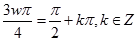 3wπ/4 = π/2 + kπ, k ∈ Z